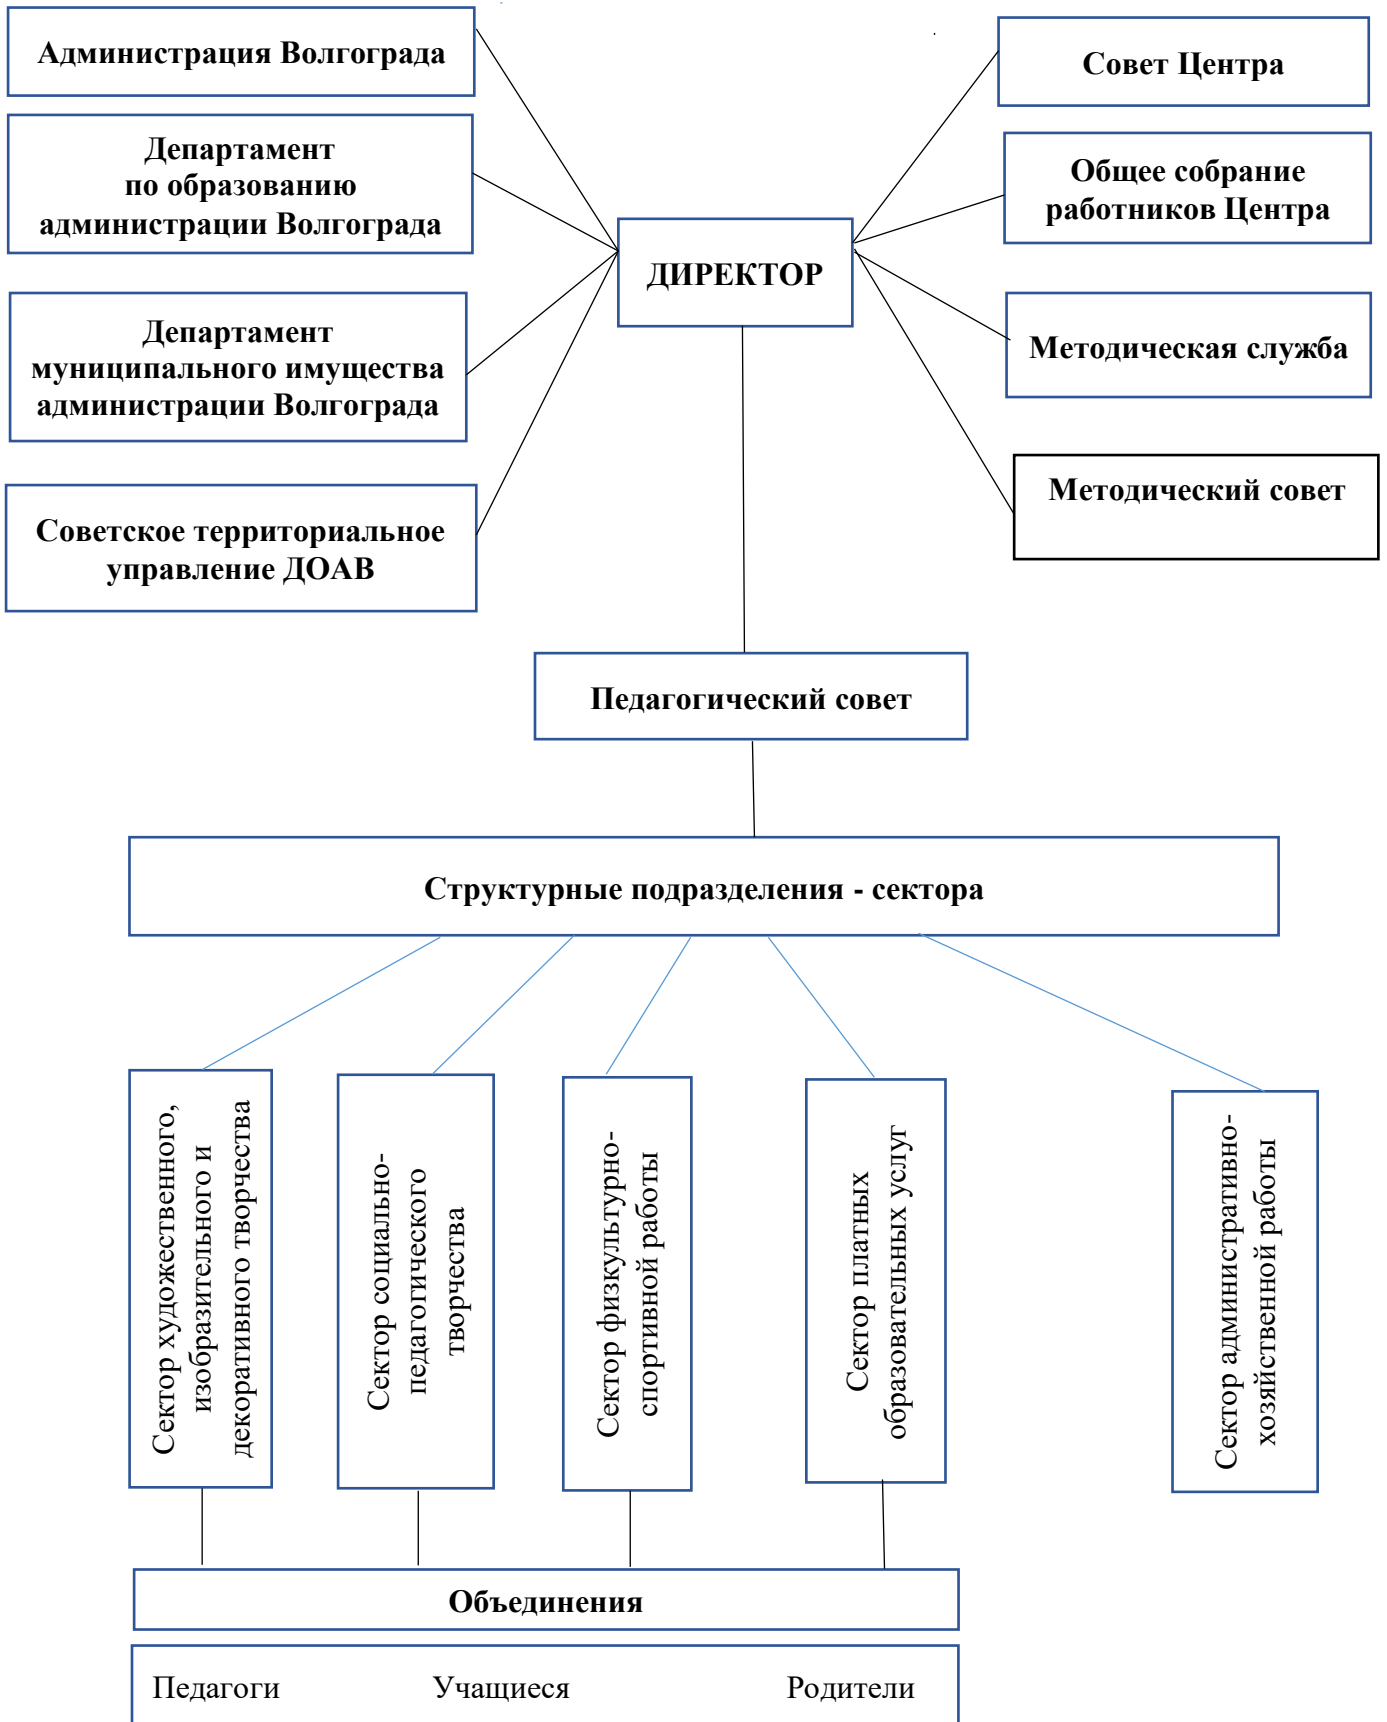 Администрация Волгограда
Департамент
по образованию
администрации Волгограда
Департамент
муниципального имущества
администрации Волгограда
Советское территориальное
управление ДОАВ
ДИРЕКТОР
Совет Центра
Общее собрание
работников Центра
Методическая служба
Методический совет
Педагогический совет
Структурные подразделения - сектора
Сектор художественного,
изобразительного и
декоративного творчества
Сектор социально-
педагогического
творчества
Сектор физкультурно-
спортивной работы
Сектор платных
образовательных услуг
Сектор административно-
хозяйственной работы
Объединения
Педагоги Учащиеся Родители